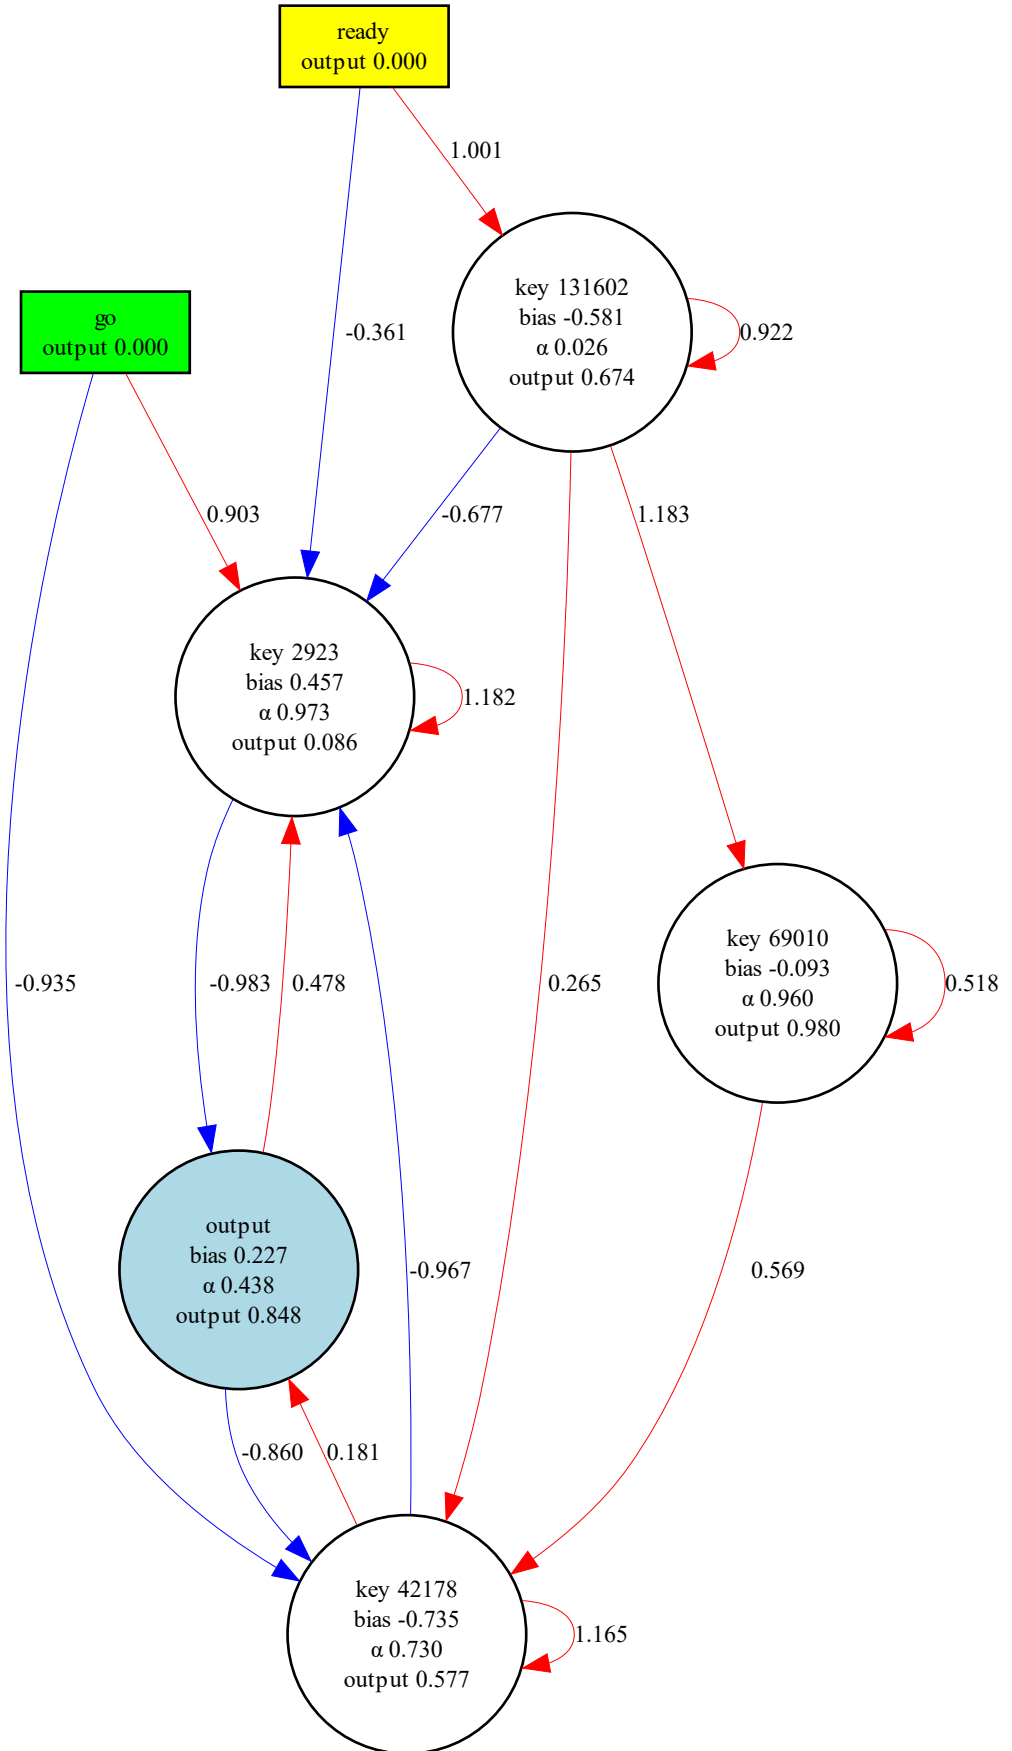 ready
output 0.000
1.001
key 131602
bias -0.581
α 0.026
output 0.674
0.922
go
output 0.000
-0.361
0.903
-0.677
1.183
key 2923
bias 0.457
α 0.973
output 0.086
1.182
key 69010
bias -0.093
α 0.960
output 0.980
0.518
-0.935
-0.983
0.478
0.265
output
bias 0.227
α 0.438
output 0.848
-0.967
0.569
-0.860
0.181
key 42178
bias -0.735
α 0.730
output 0.577
1.165